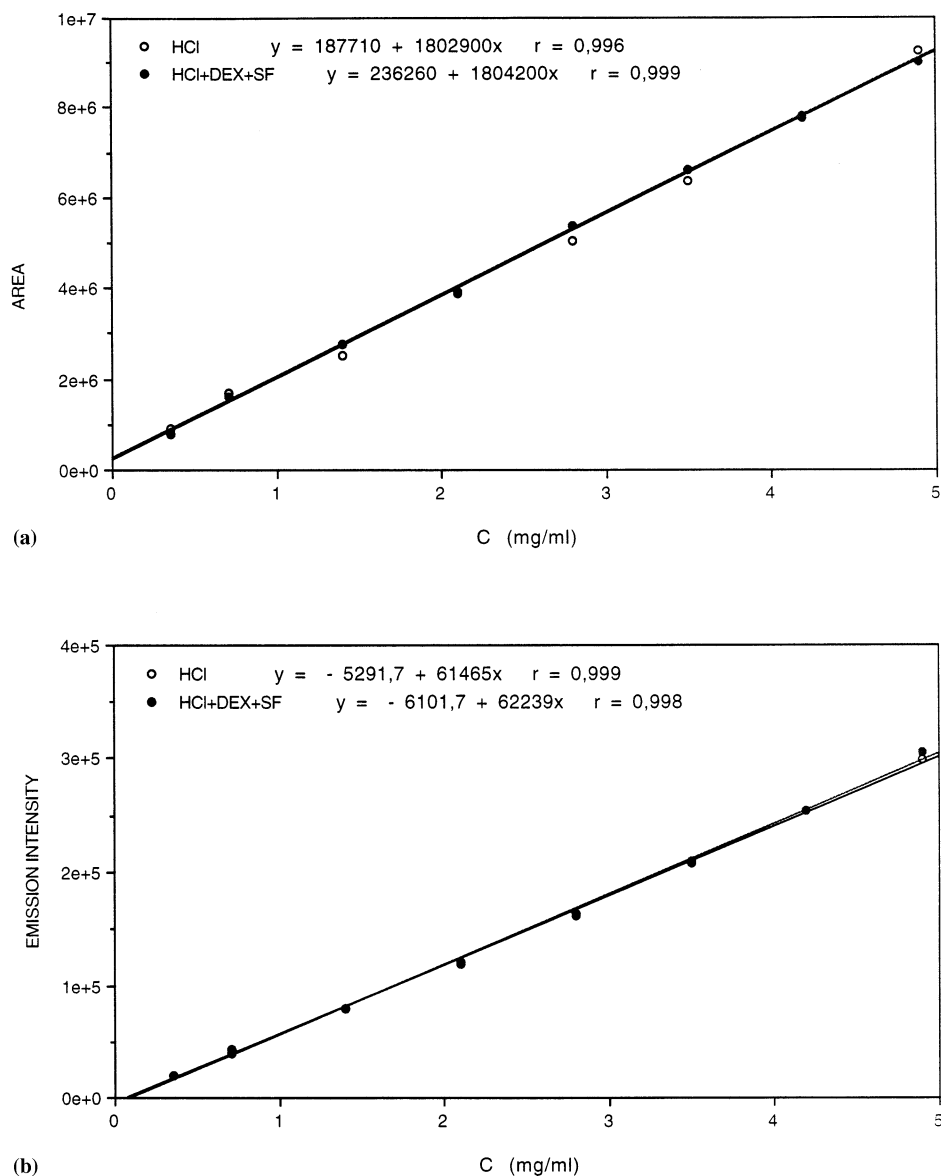 1e+7
HCl y = 187710 + 1802900x r = 0,996
HCl+DEX+SF y = 236260 + 1804200x r = 0,999
8e+6
6e+6
AREA
4e+6
2e+6
0e+0
0 1 2 3 4 5
(a)
C (mg/ml)
4e+5
HCl y = - 5291,7 + 61465x r = 0,999
HCl+DEX+SF y = - 6101,7 + 62239x r = 0,998
3e+5
EMISSION INTENSITY
2e+5
1e+5
0e+0
0 1 2 3 4 5
(b)
C (mg/ml)